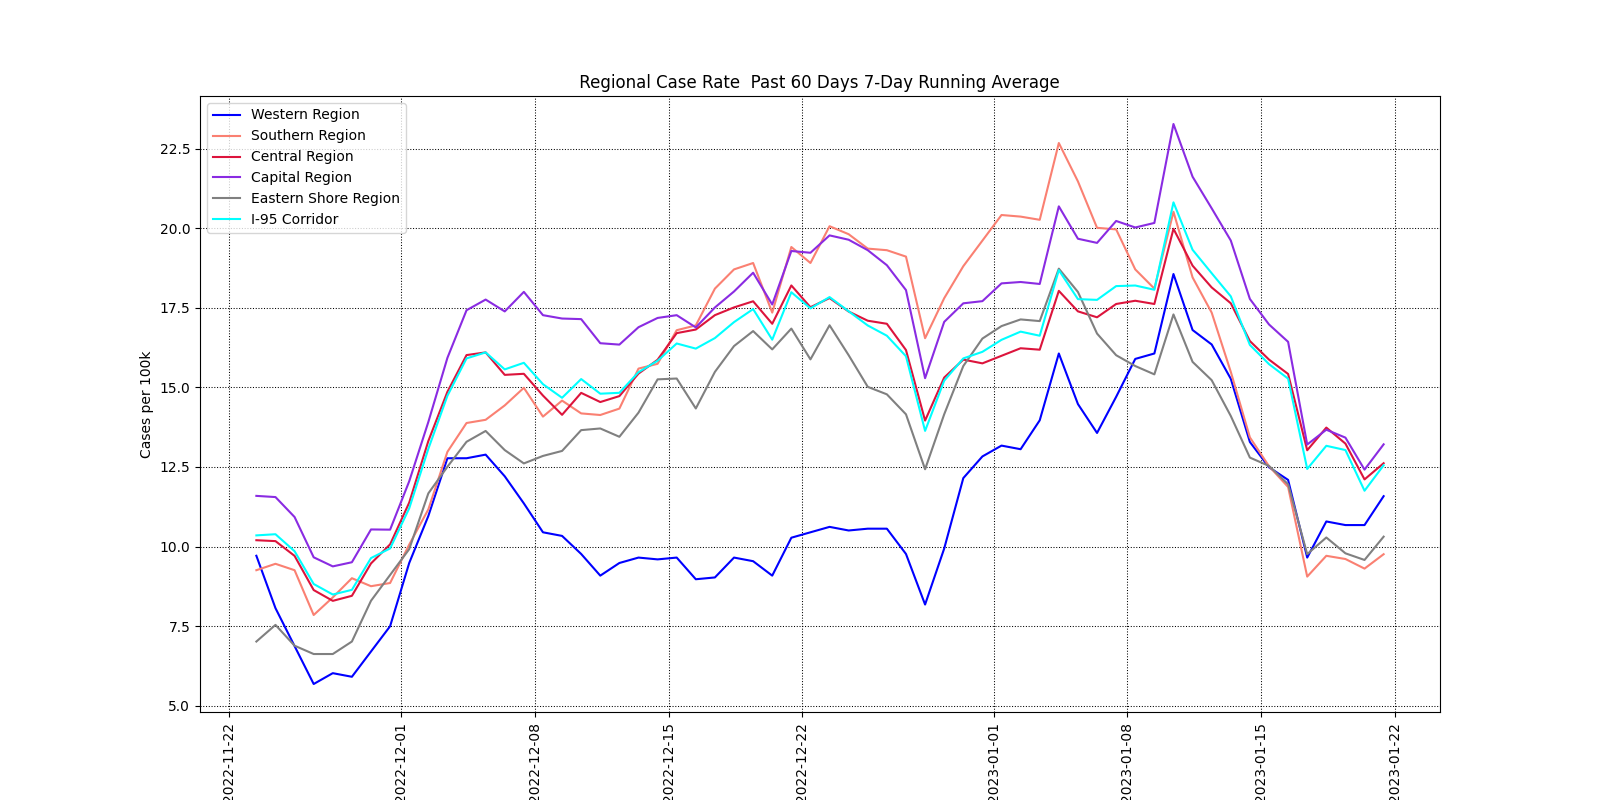 Regional Case Rate  Past 60 Days 7-Day Running Average
Western Region
Southern Region
Central Region
Capital Region
Eastern Shore Region
I-95 Corridor
Cases per 100k
22.5
20.0
17.5
15.0
12.5
10.0
7.5
5.0
2022-11-22
2022-12-01
2022-12-08
2022-12-15
2022-12-22
2023-01-01
2023-01-08
2023-01-15
2023-01-22